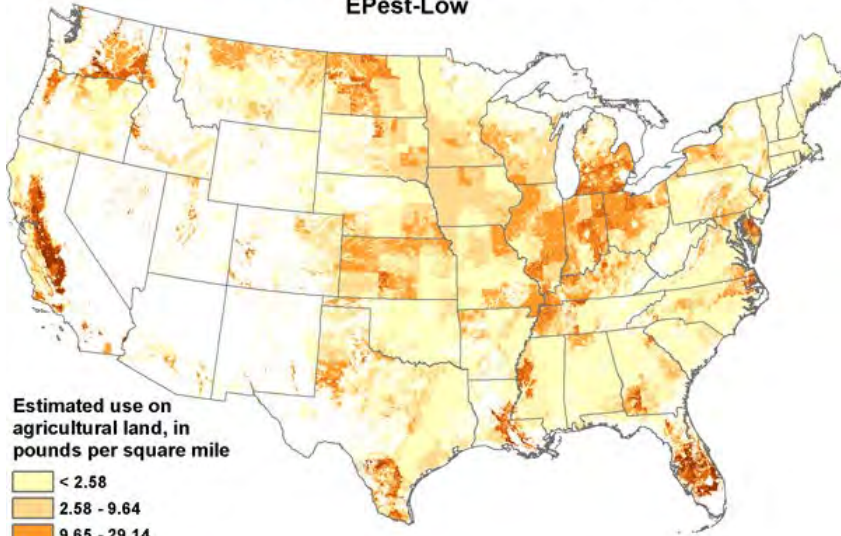 EPest-Low
Estimated use on
agricultural land, in
pounds per square mile
< 2.58
2.58 - 9.64
9.65 - 29.14